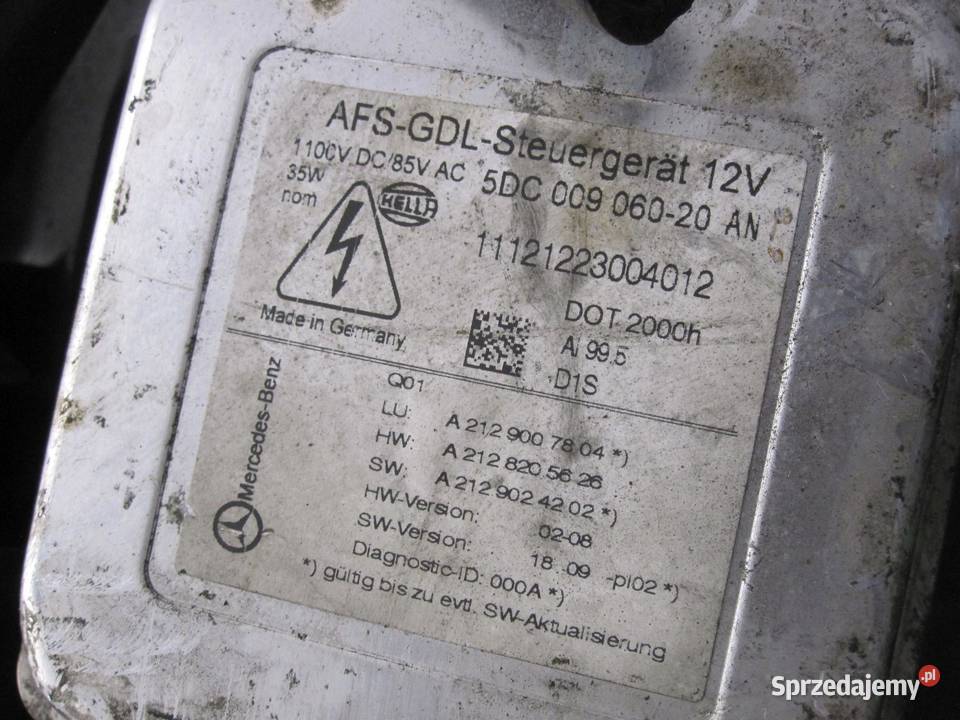 AFS-GDL-Steuergerät 12V
1100V DC/85V AC 5DC 009 060-20 AN
35W
nom
HELLA
11121223004012
DOT 2000h
Ai 99.5
D1S
Made in Germany
Mercedes-Benz
Q01
LU: A 212 900 78 04 *)
HW: A 212 820 56 26
SW: A 212 902 42 02 *)
HW-Version: 02-08
SW-Version: 18 .09 -pl02 *)
Diagnostic-ID: 000A *)
*) gültig bis zu evtl. SW-Aktualisierung
Sprzedajemy.pl